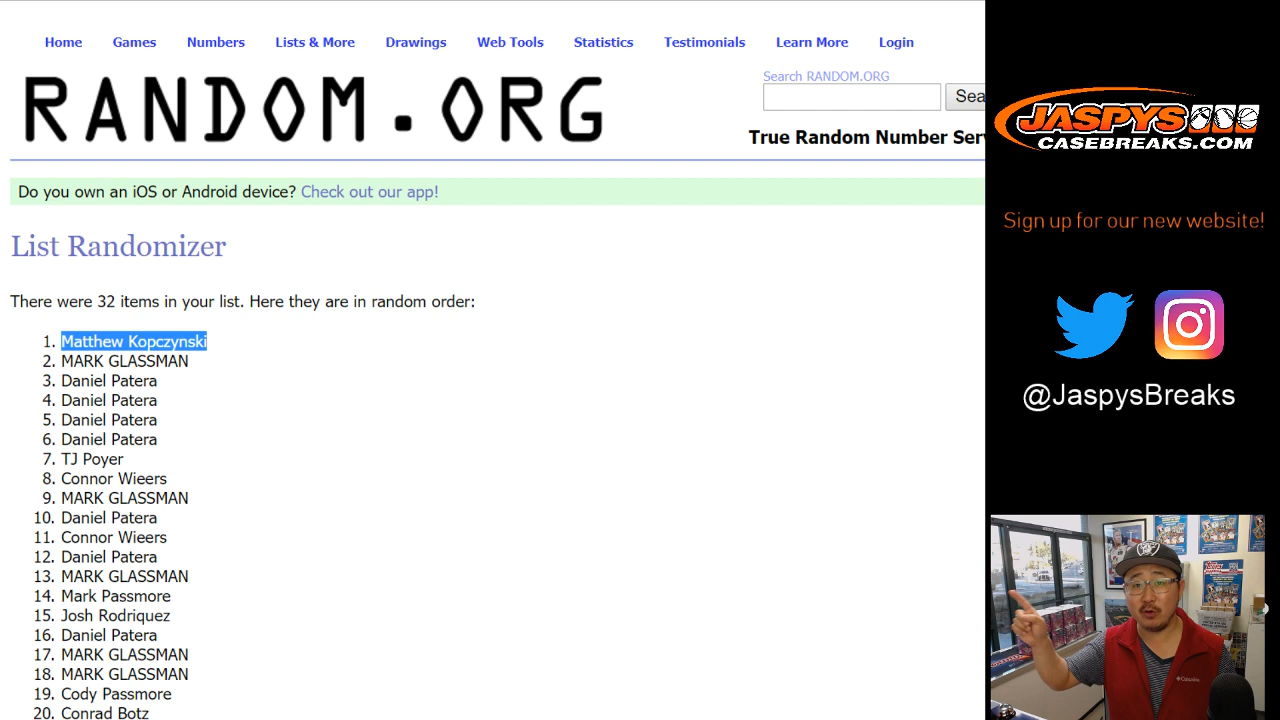 Home Games Numbers Lists & More Drawings Web Tools Statistics Testimonials Learn More Login
RANDOM.ORG
Search RANDOM.ORG
Sea
True Random Number Ser
Do you own an iOS or Android device? Check out our app!
List Randomizer
There were 32 items in your list. Here they are in random order:
1. Matthew Kopczynski
2. MARK GLASSMAN
3. Daniel Patera
4. Daniel Patera
5. Daniel Patera
6. Daniel Patera
7. TJ Poyer
8. Connor Wieers
9. MARK GLASSMAN
10. Daniel Patera
11. Connor Wieers
12. Daniel Patera
13. MARK GLASSMAN
14. Mark Passmore
15. Josh Rodriquez
16. Daniel Patera
17. MARK GLASSMAN
18. MARK GLASSMAN
19. Cody Passmore
20. Conrad Botz
JASPYS
CASEBREAKS.COM
Sign up for our new website!
@JaspysBreaks